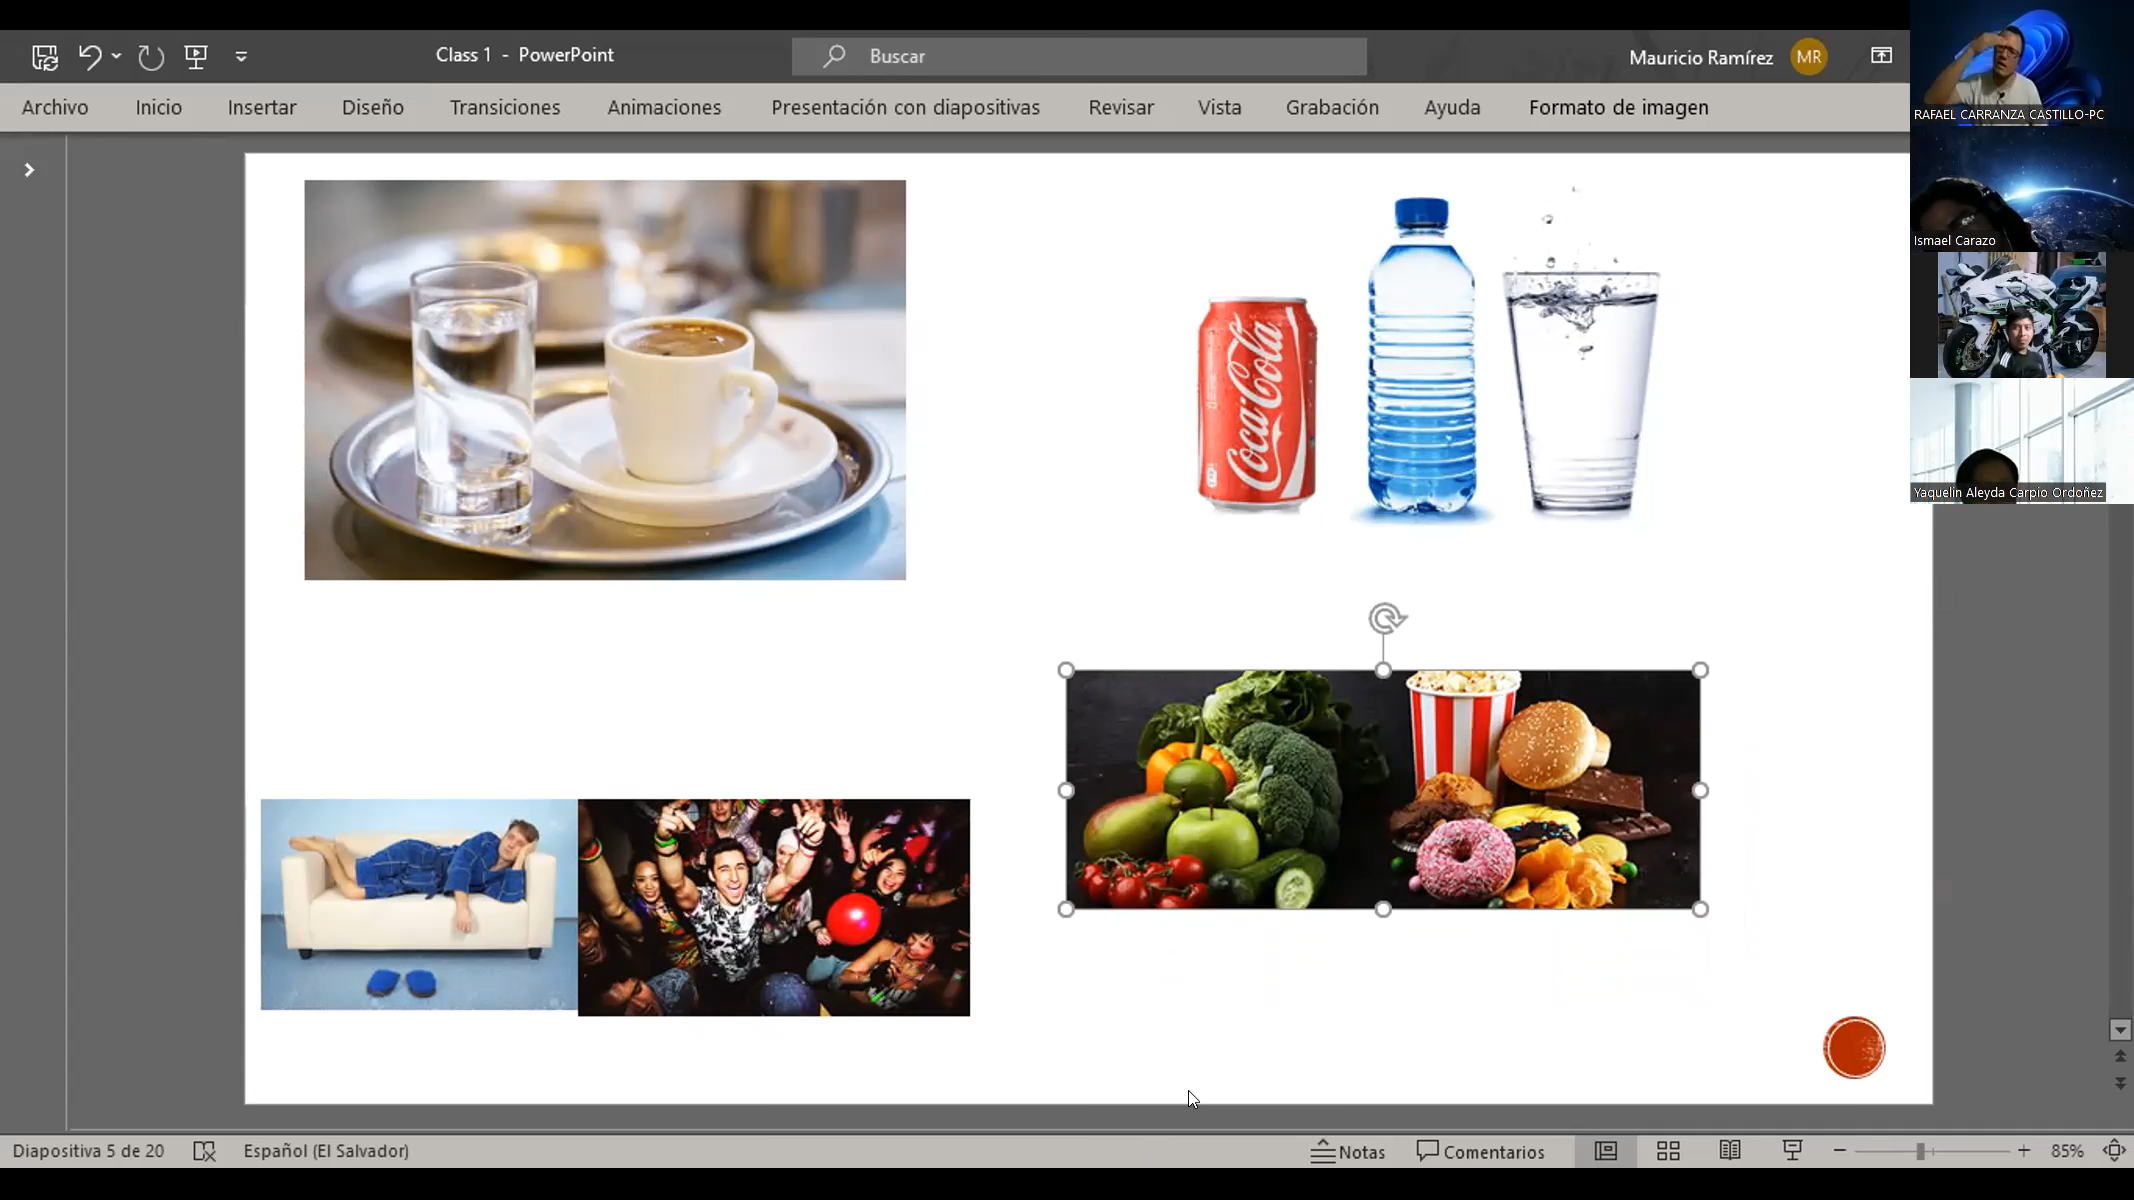 Class 1 - PowerPoint
Buscar
Mauricio Ramírez
MR
Archivo
Inicio
Insertar
Diseño
Transiciones
Animaciones
Presentación con diapositivas
Revisar
Vista
Grabación
Ayuda
Formato de imagen
RAFAEL CARRANZA CASTILLO-PC
Ismael Carazo
Yaquelin Aleyda Carpio Ordoñez
Coca-Cola
Diapositiva 5 de 20
Español (El Salvador)
Notas
Comentarios
85%